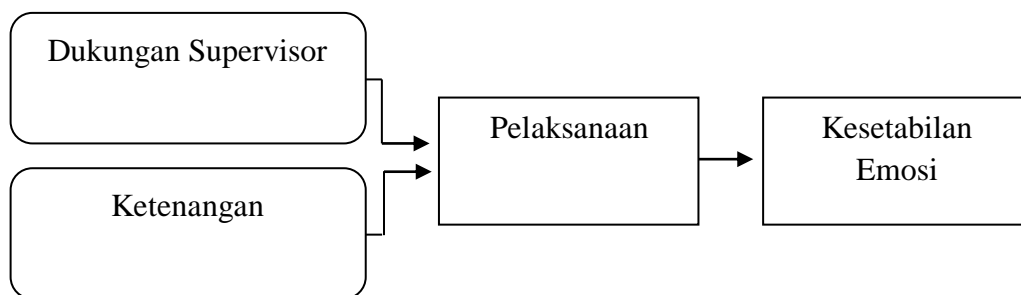 Dukungan Supervisor
Ketenangan
Pelaksanaan
Kesetabilan
Emosi